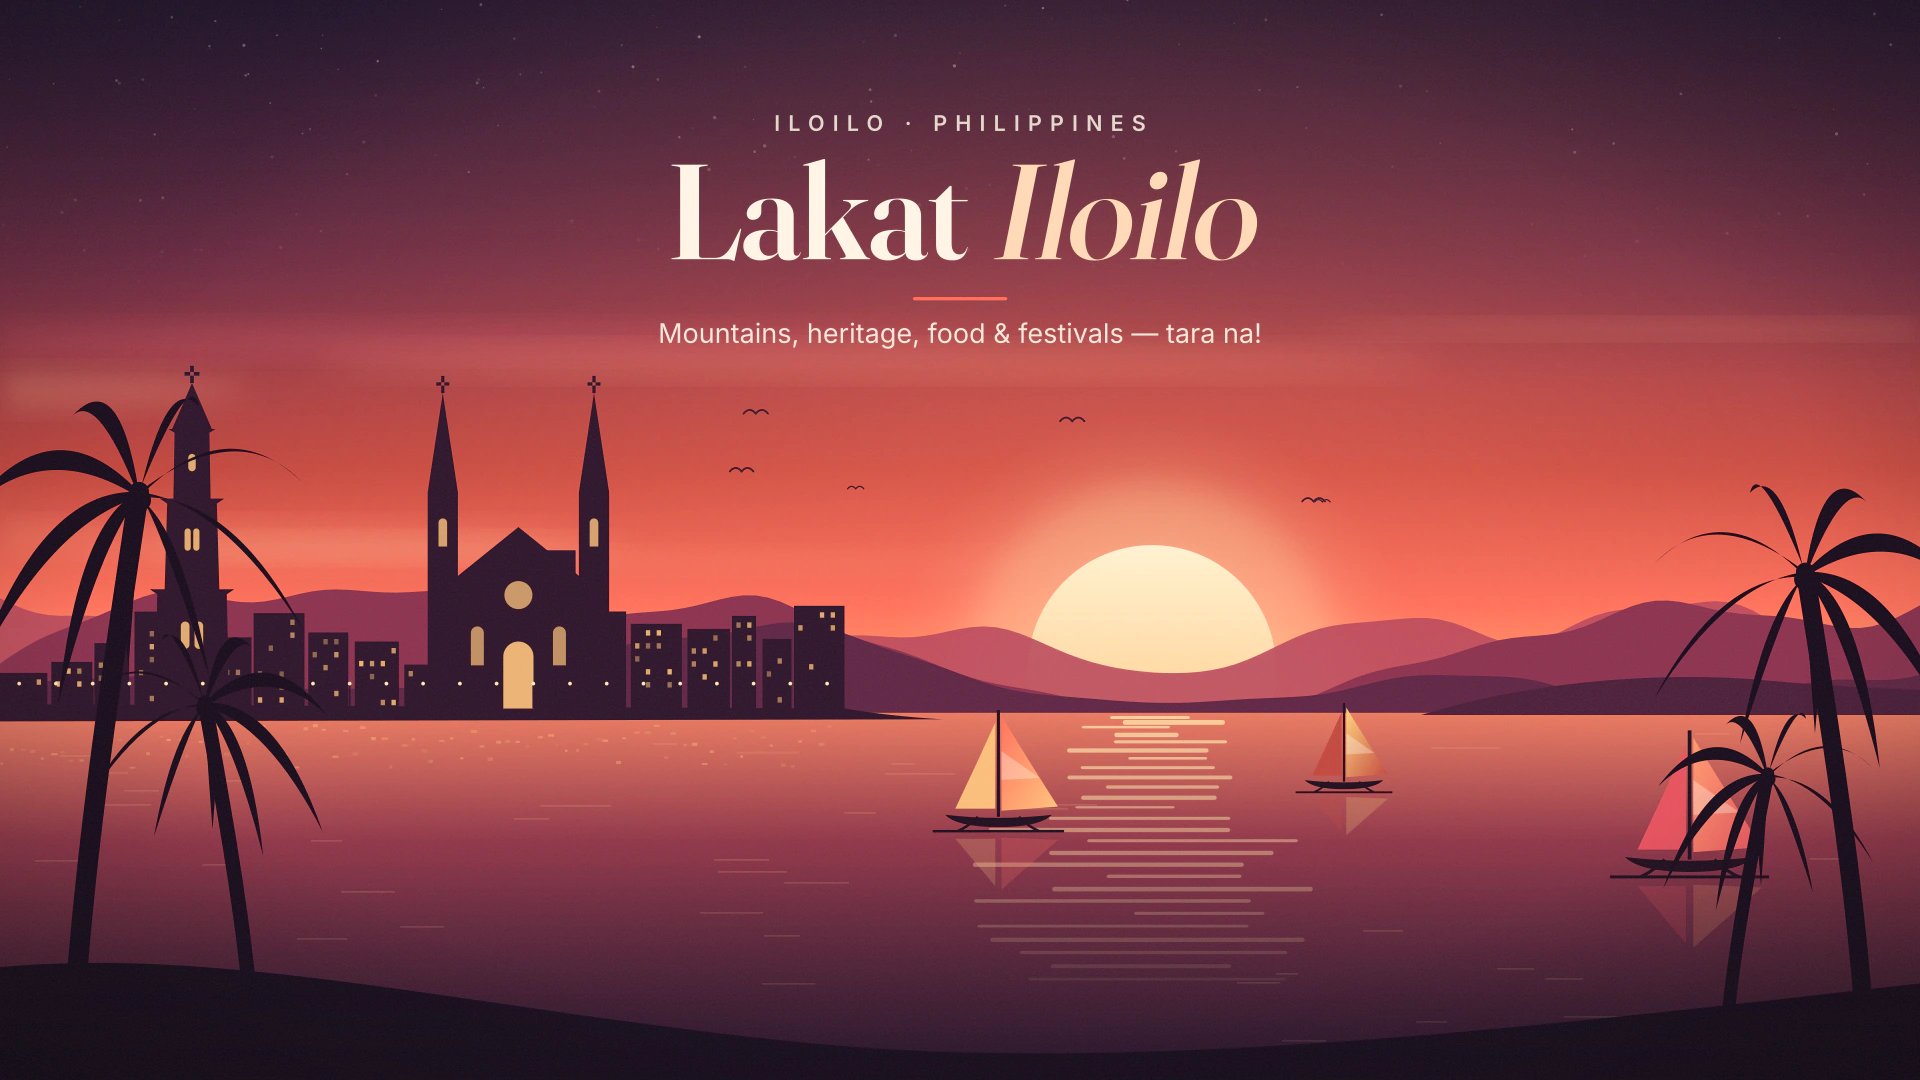 ILOILO · PHILIPPINES
Lakat Iloilo
Mountains, heritage, food & festivals — tara na!